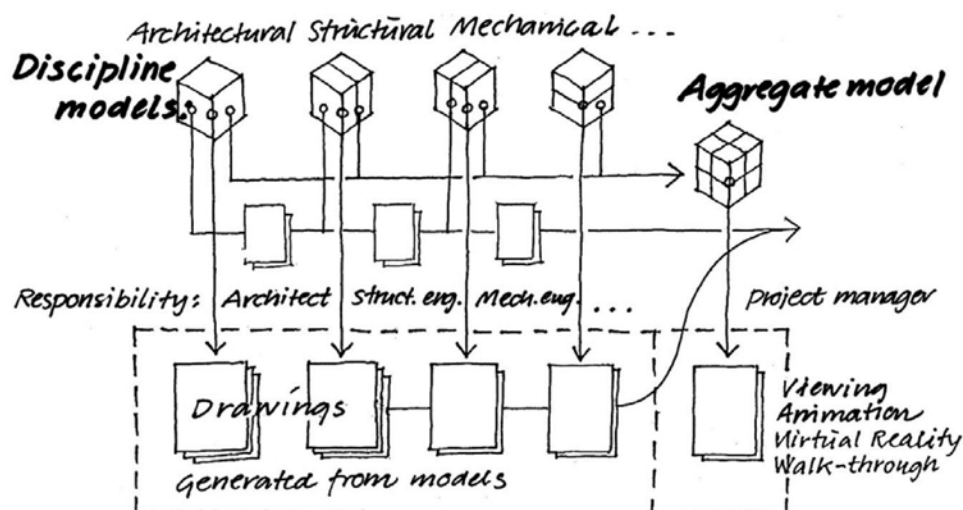 Architectural Structural Mechanical ...
Discipline
models:
Aggregate model
Responsibility: Architect Struct.eng. Mech.eng. ...
Project manager
Drawings
Generated from models
Viewing
Animation
Virtual Reality
Walk-through